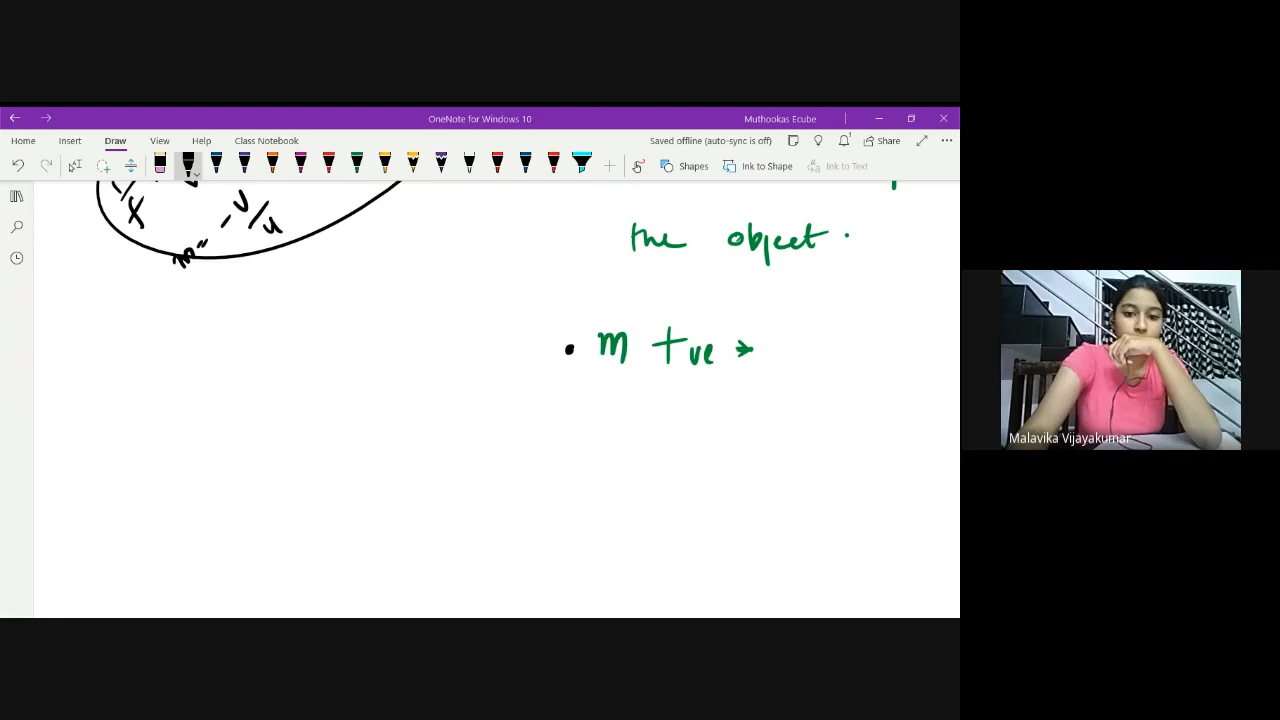 OneNote for Windows 10
Muthookas Ecube
Home Insert Draw View Help Class Notebook
Saved offline (auto-sync is off) Share
Shapes Ink to Shape Ink to Text
-v/u
m"
the object.
• m +ve →
Malavika Vijayakumar